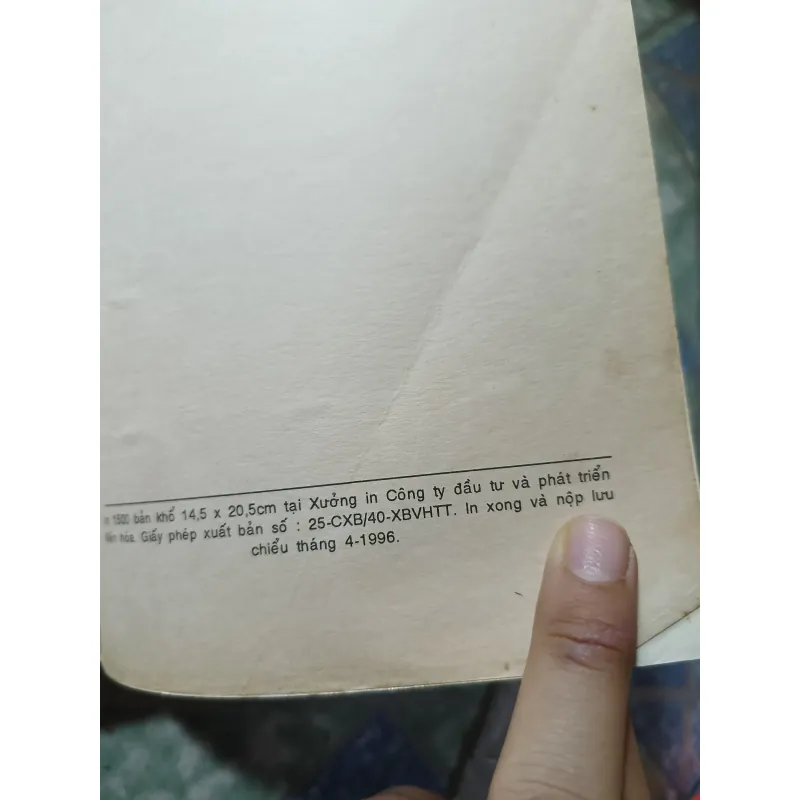 1500 bản khổ 14,5 x 20,5cm tại Xưởng in Công ty đầu tư và phát triển
hóa. Giấy phép xuất bản số : 25-CXB/40-XBVHTT. In xong và nộp lưu
chiểu tháng 4-1996.